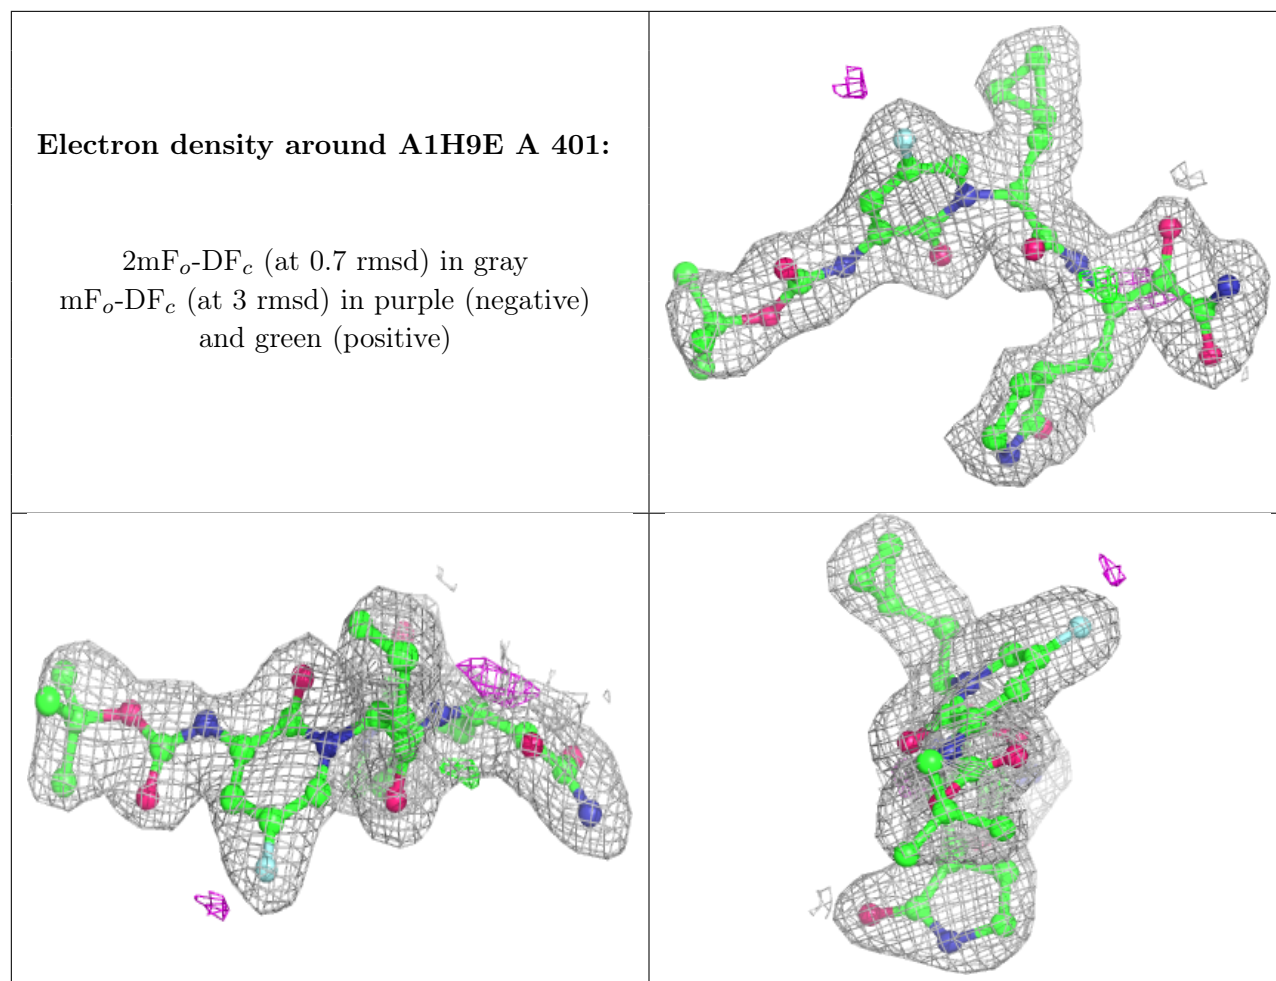 Electron density around A1H9E A 401:
2mFo-DFc (at 0.7 rmsd) in gray
mFo-DFc (at 3 rmsd) in purple (negative)
and green (positive)